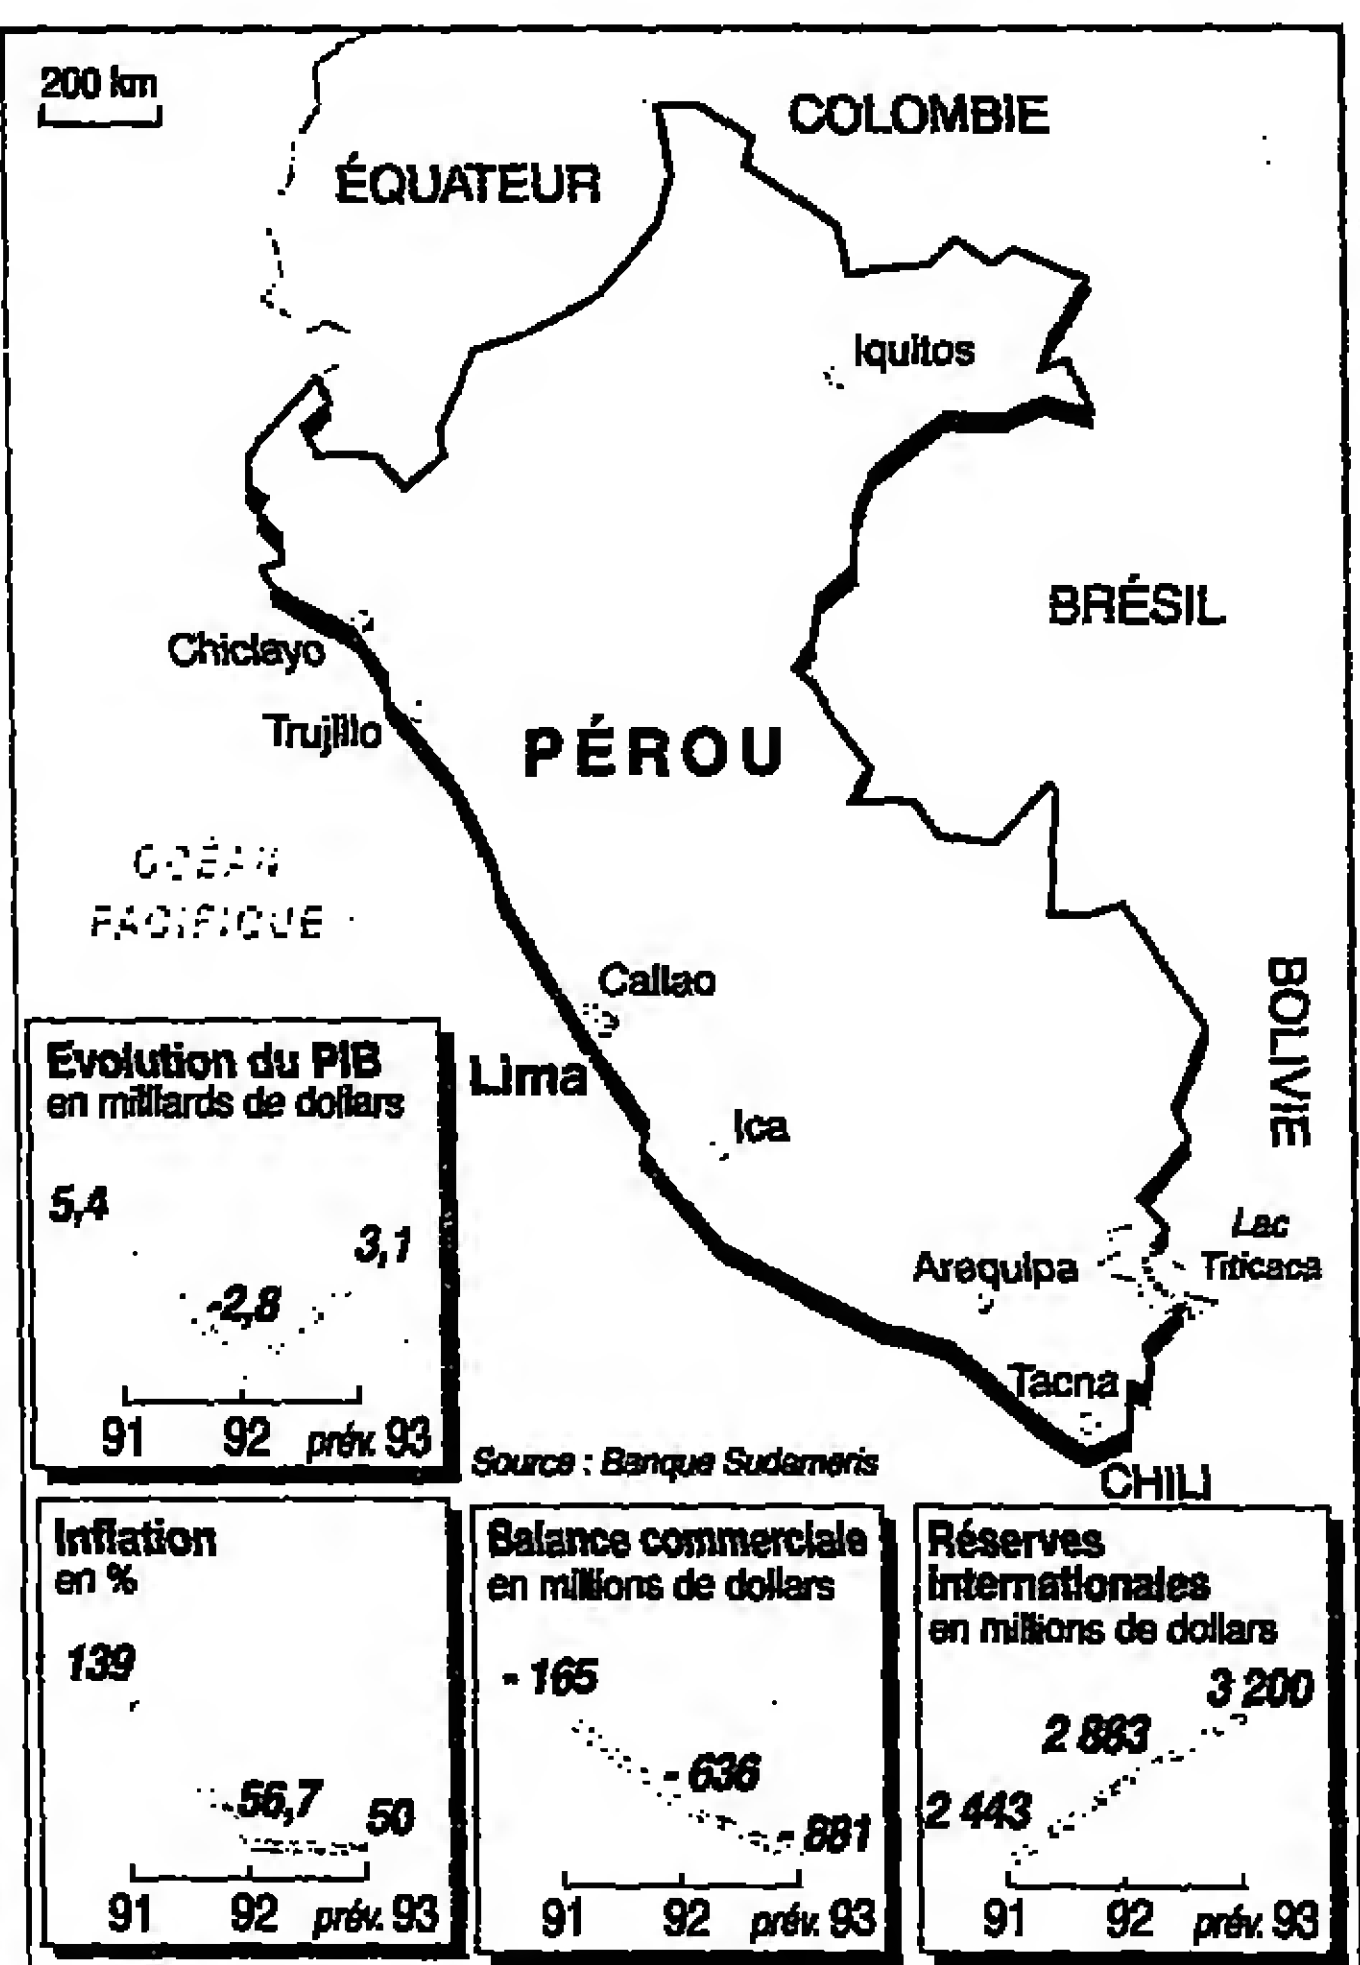 200 km
COLOMBIE
ÉQUATEUR
Iquitos
BRÉSIL
Chiclayo
Trujillo
PÉROU
OCÉAN
PACIFIQUE
Callao
BOLIVIE
Lima
Ica
Lac
Titicaca
Arequipa
Tacna
CHILI
Evolution du PIB
en milliards de dollars
5,4
3,1
-2,8
91 92 prév. 93
Source : Banque Sudameris
Inflation
en %
139
56,7
50
91 92 prév. 93
Balance commerciale
en millions de dollars
- 165
- 636
- 881
91 92 prév. 93
Réserves
internationales
en millions de dollars
3 200
2 883
2 443
91 92 prév. 93